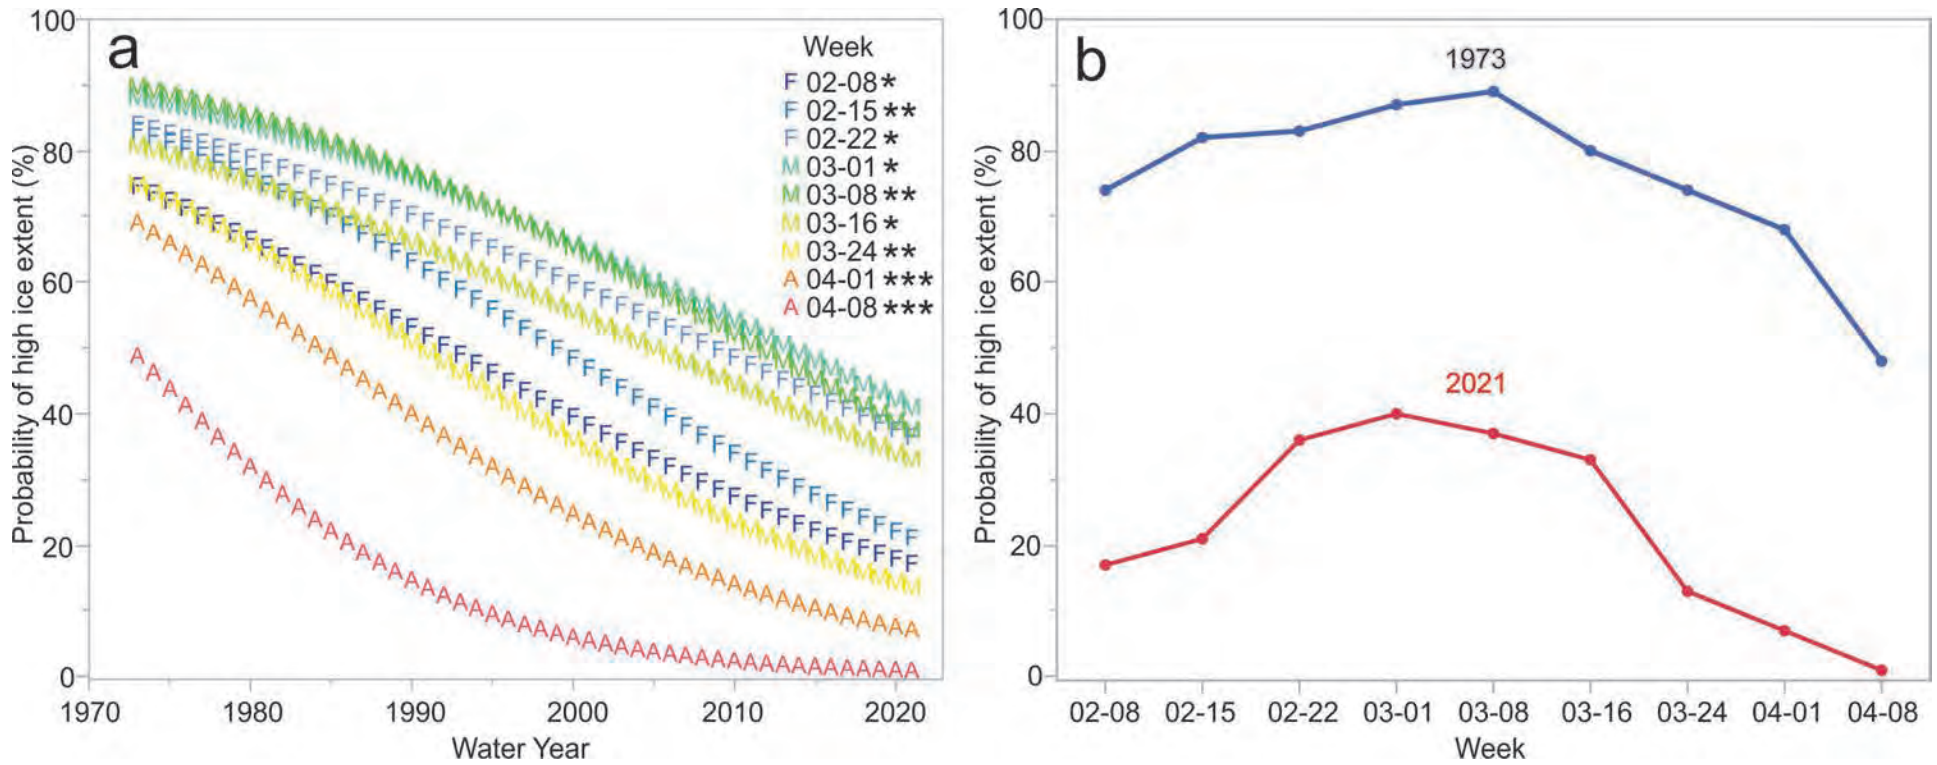 a
Week
F 02-08*
F 02-15**
F 02-22*
M 03-01*
M 03-08**
M 03-16*
M 03-24**
A 04-01***
A 04-08***
Probability of high ice extent (%)
100
80
60
40
20
0
1970 1980 1990 2000 2010 2020
Water Year
b
1973
2021
Probability of high ice extent (%)
100
80
60
40
20
0
02-08 02-15 02-22 03-01 03-08 03-16 03-24 04-01 04-08
Week